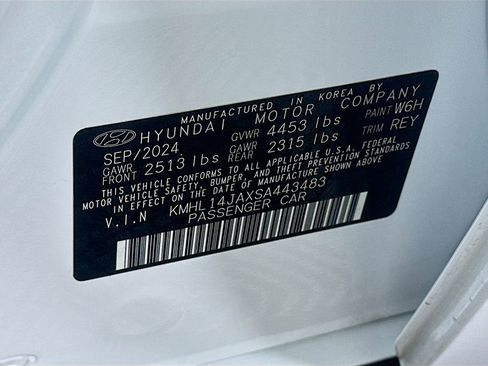 MANUFACTURED IN KOREA BY
HYUNDAI MOTOR COMPANY
SEP/2024 GVWR 4453 lbs PAINT W6H
GAWR FRONT 2513 lbs GAWR REAR 2315 lbs TRIM REY
THIS VEHICLE CONFORMS TO ALL APPLICABLE U.S.A. FEDERAL
MOTOR VEHICLE SAFETY, BUMPER, AND THEFT PREVENTION STANDARDS
IN EFFECT ON THE DATE OF MANUFACTURE SHOWN ABOVE
V.I.N KMHL14JAXSA443483
PASSENGER CAR